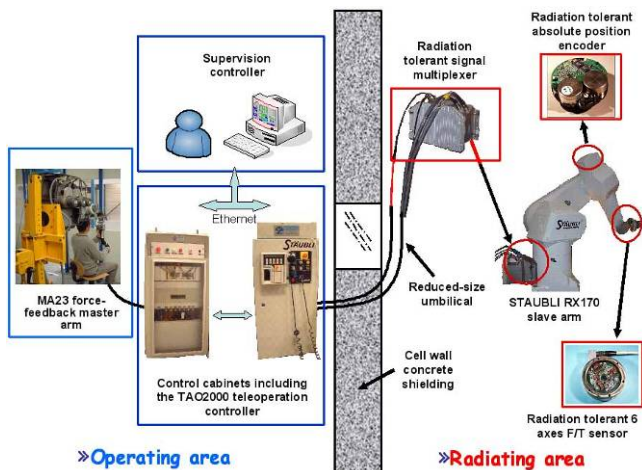 Supervision
controller
Ethernet
STAUBLI
MA23 force-
feedback master
arm
Control cabinets including
the TAO2000 teleoperation
controller
»Operating area
Radiation
tolerant signal
multiplexer
Radiation tolerant
absolute position
encoder
STAUBLI
Reduced-size
umbilical
STAUBLI RX170
slave arm
Cell wall
concrete
shielding
Radiation tolerant 6
axes F/T sensor
»Radiating area